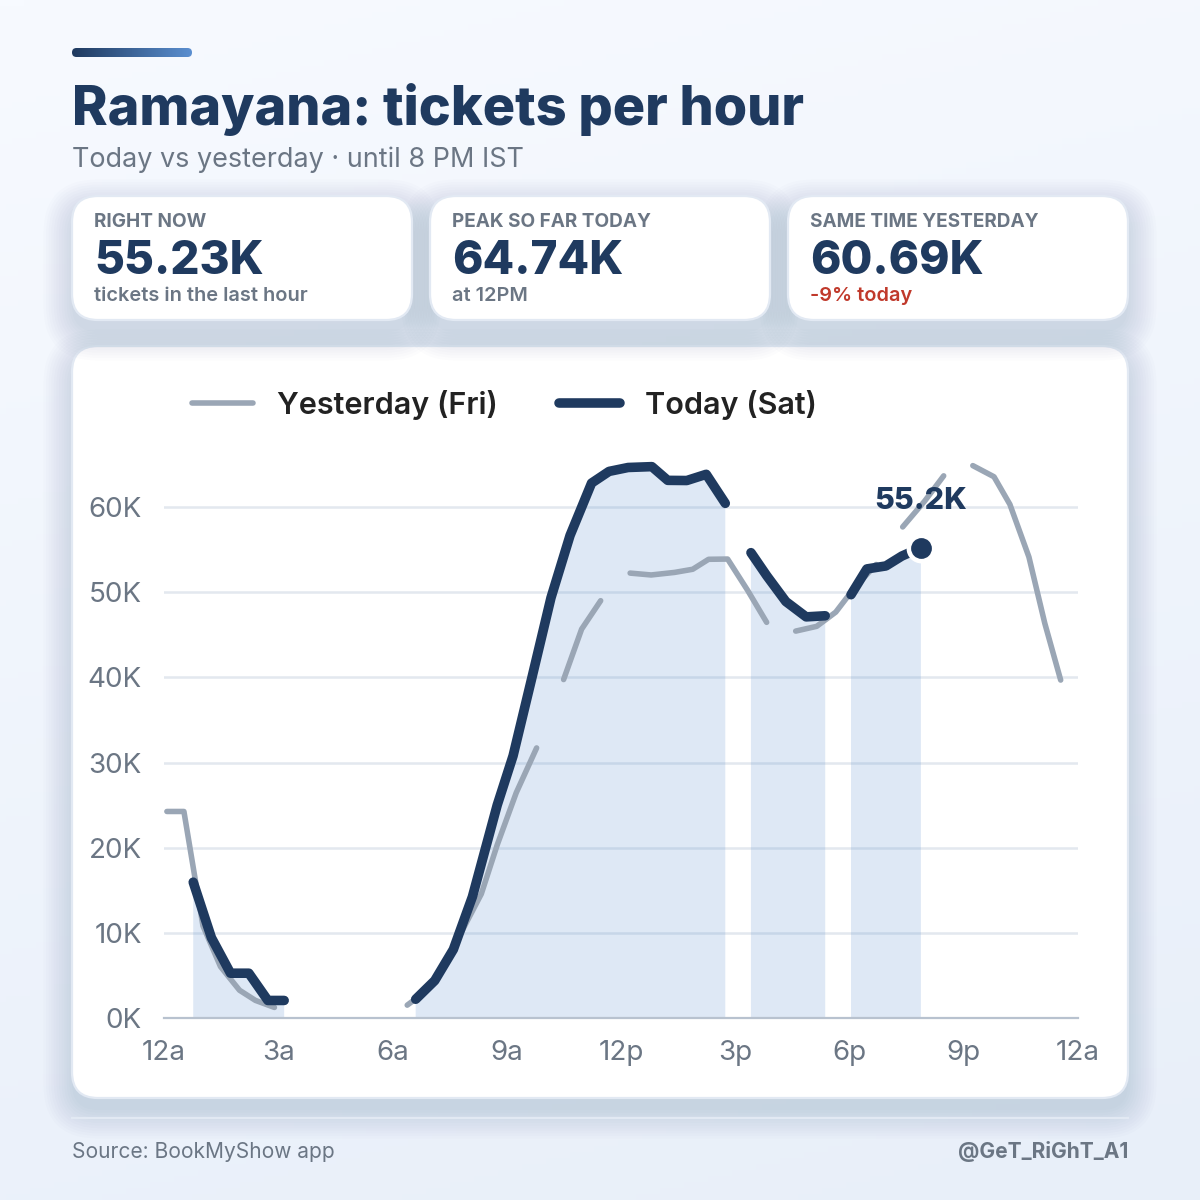 Ramayana: tickets per hour
Today vs yesterday · until 8 PM IST
RIGHT NOW
55.23K
tickets in the last hour
PEAK SO FAR TODAY
64.74K
at 12PM
SAME TIME YESTERDAY
60.69K
-9% today
Yesterday (Fri)
Today (Sat)
55.2K
60K
50K
40K
30K
20K
10K
0K
12a 3a 6a 9a 12p 3p 6p 9p 12a
Source: BookMyShow app
@GeT_RiGhT_A1